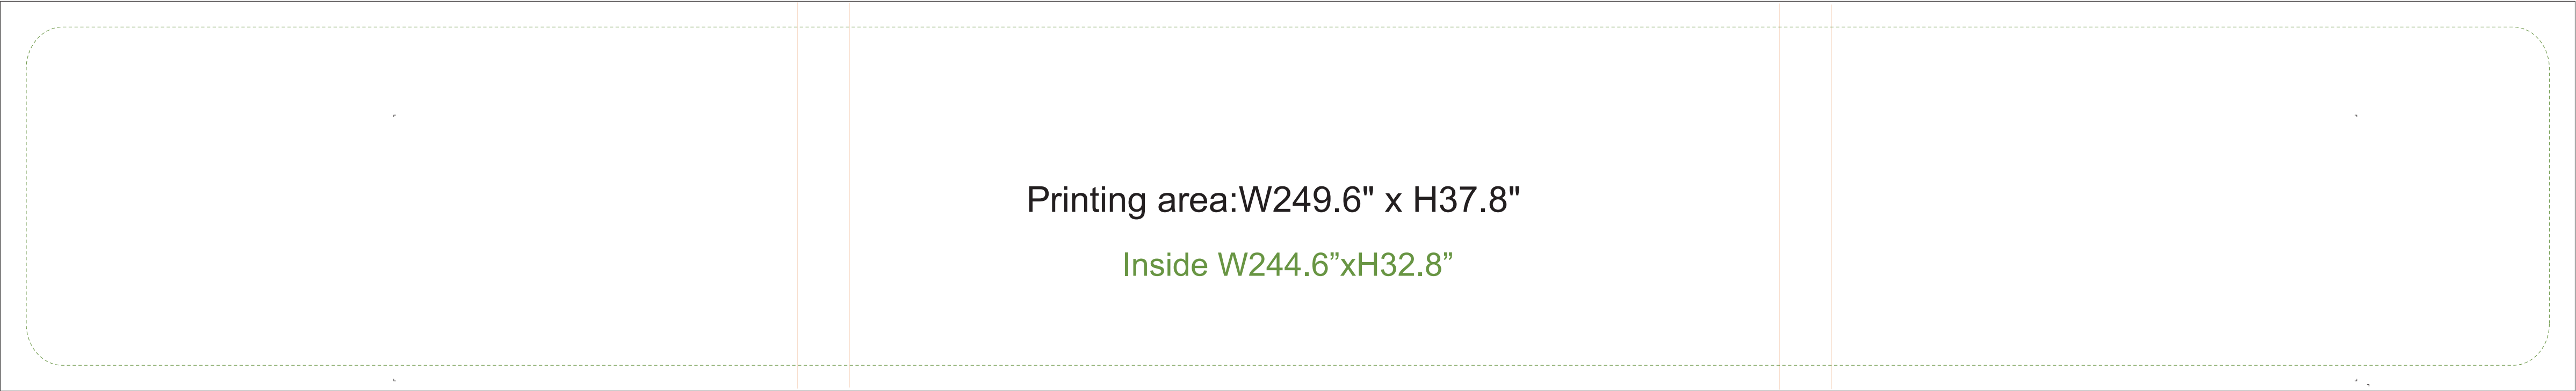 Printing area:W249.6" x H37.8"
Inside W244.6”xH32.8”